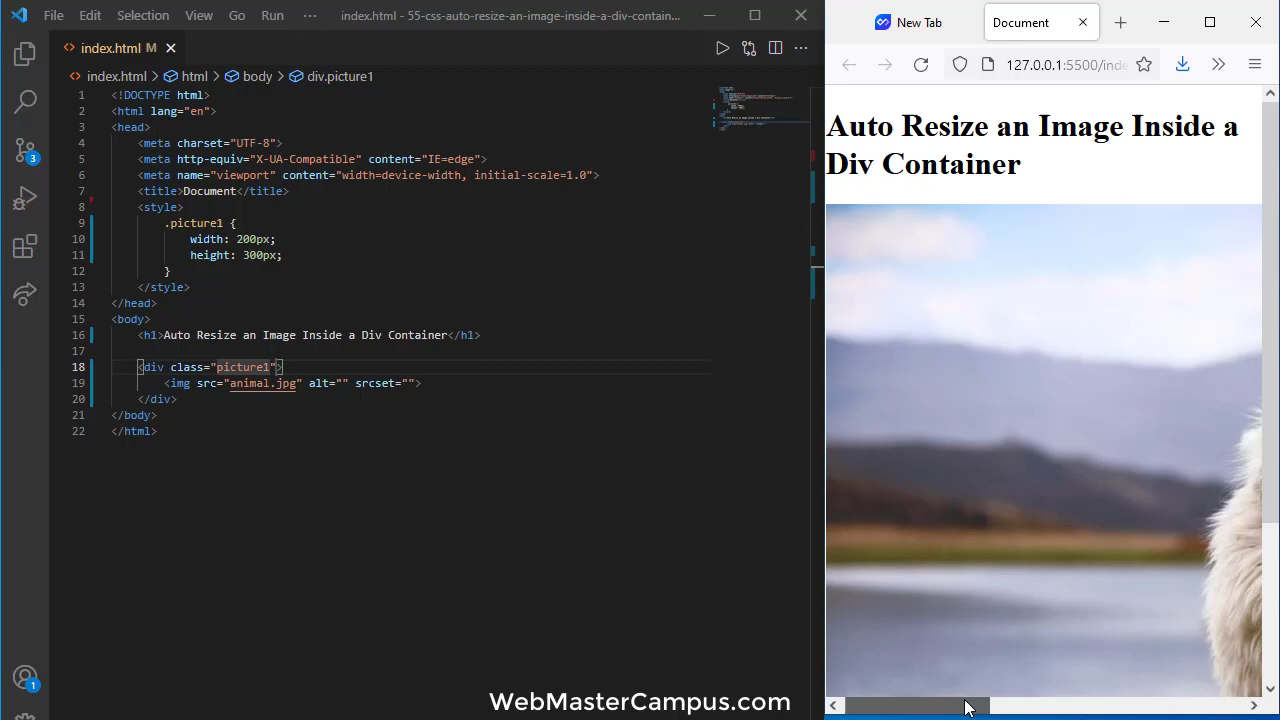 File Edit Selection View Go Run ··· index.html - 55-css-auto-resize-an-image-inside-a-div-contain...
index.html M
index.html > html > body > div.picture1
1 <!DOCTYPE html>
2 <html lang="en">
3 <head>
4 <meta charset="UTF-8">
5 <meta http-equiv="X-UA-Compatible" content="IE=edge">
6 <meta name="viewport" content="width=device-width, initial-scale=1.0">
7 <title>Document</title>
8 <style>
9 .picture1 {
10 width: 200px;
11 height: 300px;
12 }
13 </style>
14 </head>
15 <body>
16 <h1>Auto Resize an Image Inside a Div Container</h1>
17
18 <div class="picture1">
19 <img src="animal.jpg" alt="" srcset="">
20 </div>
21 </body>
22 </html>
3
1
WebMasterCampus.com
New Tab Document
127.0.0.1:5500/inde
Auto Resize an Image Inside a
Div Container